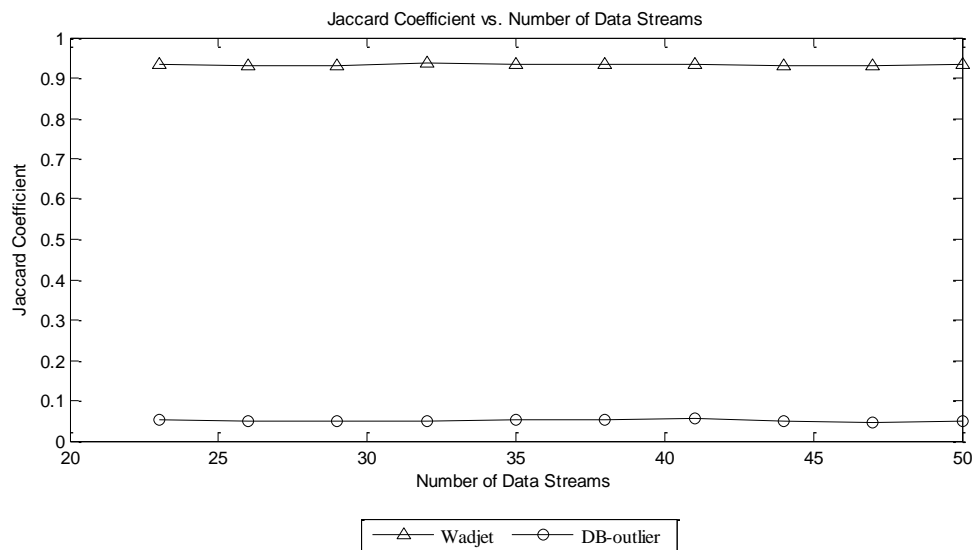 Jaccard Coefficient vs. Number of Data Streams
1
0.9
0.8
0.7
0.6
0.5
0.4
0.3
0.2
0.1
0
Jaccard Coefficient
20 25 30 35 40 45 50
Number of Data Streams
Wadjet DB-outlier